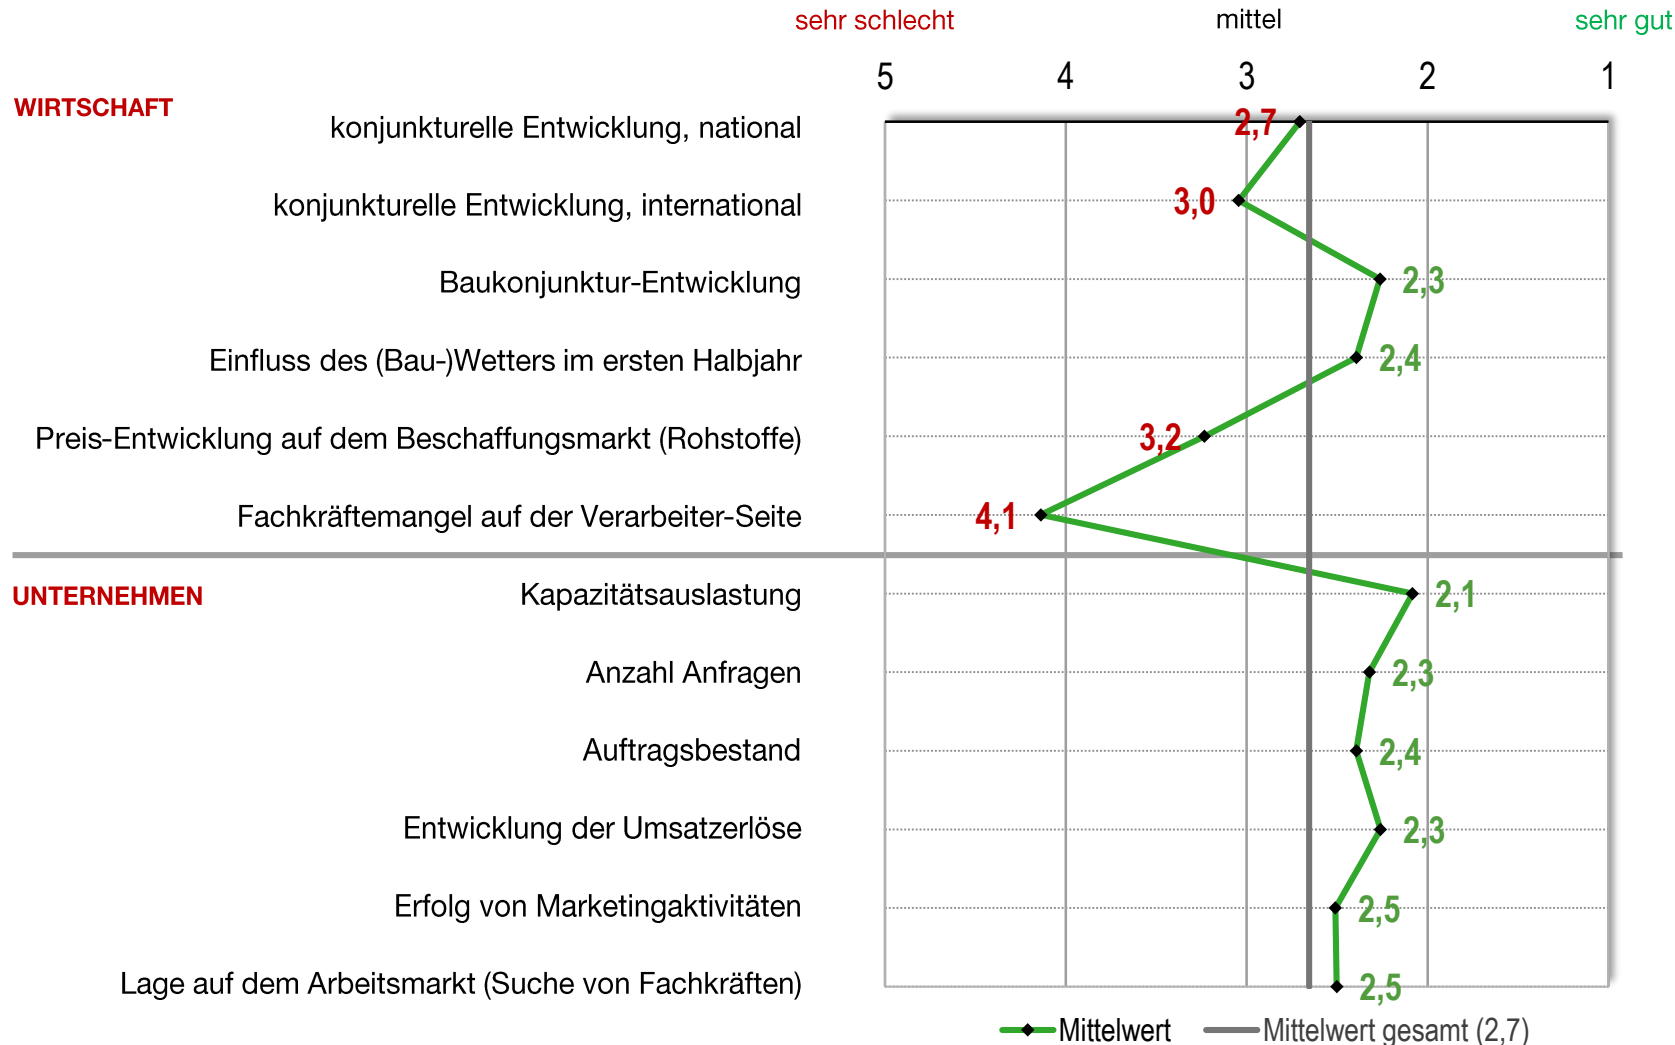 sehr schlecht mittel sehr gut
5 4 3 2 1
WIRTSCHAFT
konjunkturelle Entwicklung, national 2,7
konjunkturelle Entwicklung, international 3,0
Baukonjunktur-Entwicklung 2,3
Einfluss des (Bau-)Wetters im ersten Halbjahr 2,4
Preis-Entwicklung auf dem Beschaffungsmarkt (Rohstoffe) 3,2
Fachkräftemangel auf der Verarbeiter-Seite 4,1
UNTERNEHMEN Kapazitätsauslastung 2,1
Anzahl Anfragen 2,3
Auftragsbestand 2,4
Entwicklung der Umsatzerlöse 2,3
Erfolg von Marketingaktivitäten 2,5
Lage auf dem Arbeitsmarkt (Suche von Fachkräften) 2,5
Mittelwert Mittelwert gesamt (2,7)